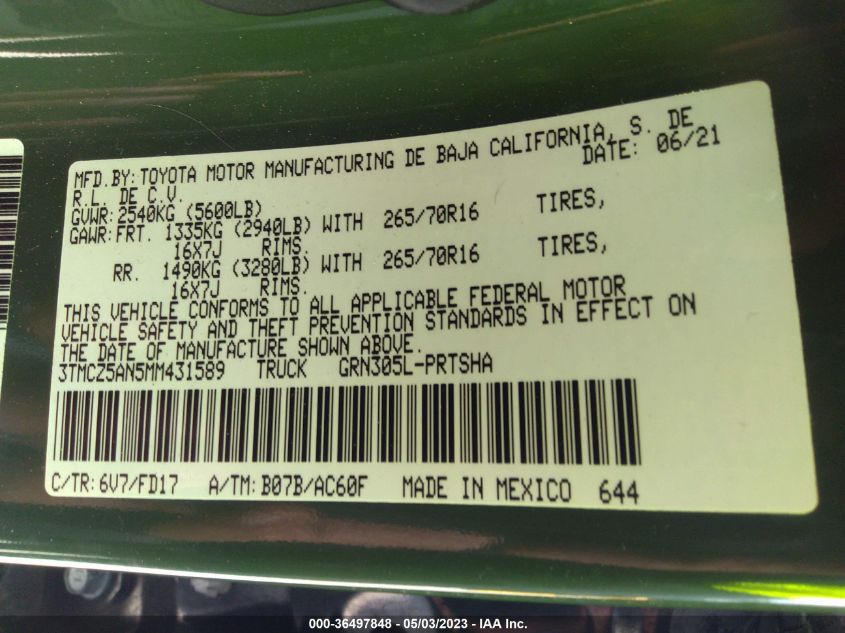 MFD.BY: TOYOTA MOTOR MANUFACTURING DE BAJA CALIFORNIA, S. DE
R.L. DE C.V. DATE: 06/21
GVWR: 2540KG (5600LB)
GAWR: FRT. 1335KG (2940LB) WITH 265/70R16 TIRES,
16X7J RIMS.
RR. 1490KG (3280LB) WITH 265/70R16 TIRES,
16X7J RIMS.
THIS VEHICLE CONFORMS TO ALL APPLICABLE FEDERAL MOTOR
VEHICLE SAFETY AND THEFT PREVENTION STANDARDS IN EFFECT ON
THE DATE OF MANUFACTURE SHOWN ABOVE.
3TMCZ5AN5MM431589 TRUCK GRN305L-PRTSHA
C/TR: 6V7/FD17 A/TM: B07B/AC60F MADE IN MEXICO 644
000-36497848 - 05/03/2023 - IAA Inc.